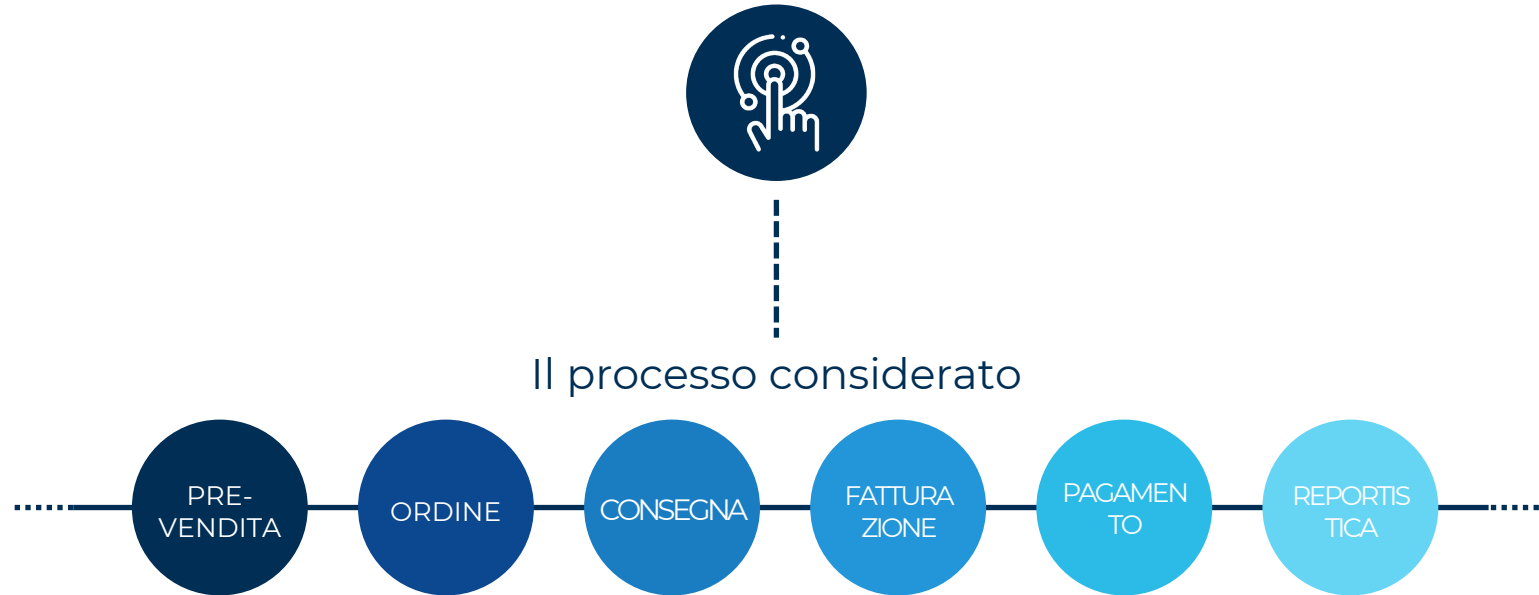 Il processo considerato
PRE-
VENDITA
ORDINE
CONSEGNA
FATTURA
ZIONE
PAGAMEN
TO
REPORTIS
TICA